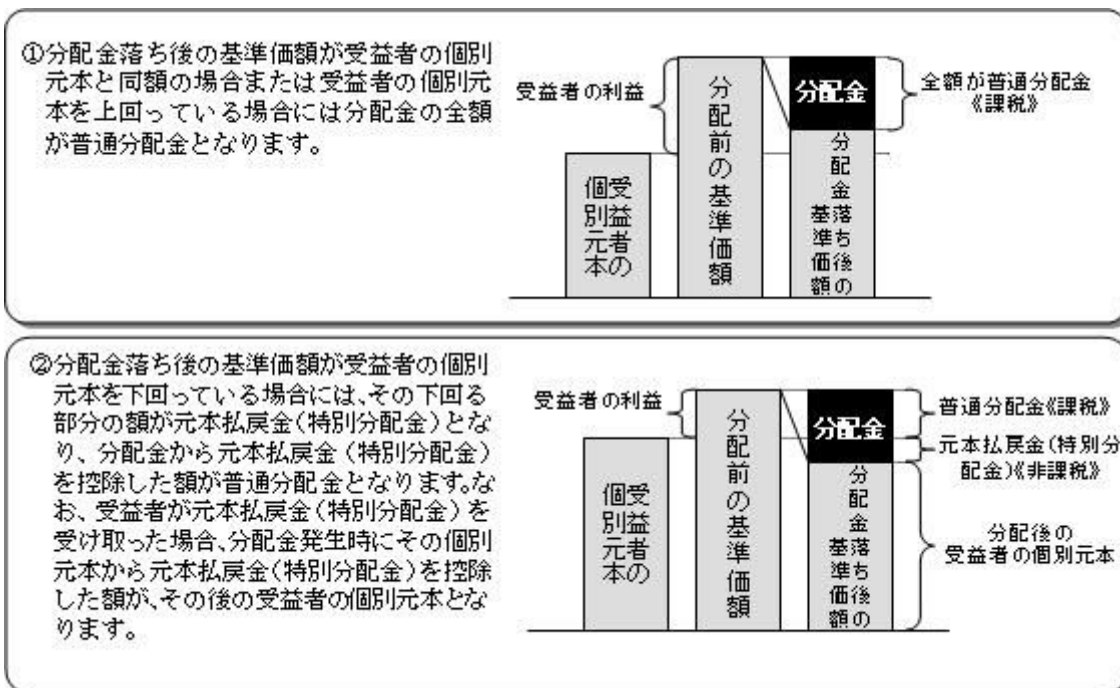 ①分配金落ち後の基準価額が受益者の個別
元本と同額の場合または受益者の個別元
本を上回っている場合には分配金の全額
が普通分配金となります。
受益者の利益
受益者の
個別元本
分配前の基準価額
分配金
分配金落ち後の
基準価額
全額が普通分配金
《課税》
②分配金落ち後の基準価額が受益者の個別
元本を下回っている場合には、その下回る
部分の額が元本払戻金(特別分配金)とな
り、分配金から元本払戻金(特別分配金)
を控除した額が普通分配金となります。な
お、受益者が元本払戻金(特別分配金)を
受け取った場合、分配金発生時にその個別
元本から元本払戻金(特別分配金)を控除
した額が、その後の受益者の個別元本とな
ります。
受益者の利益
受益者の
個別元本
分配前の基準価額
分配金
分配金落ち後の
基準価額
普通分配金《課税》
元本払戻金(特別分
配金)《非課税》
分配後の
受益者の個別元本